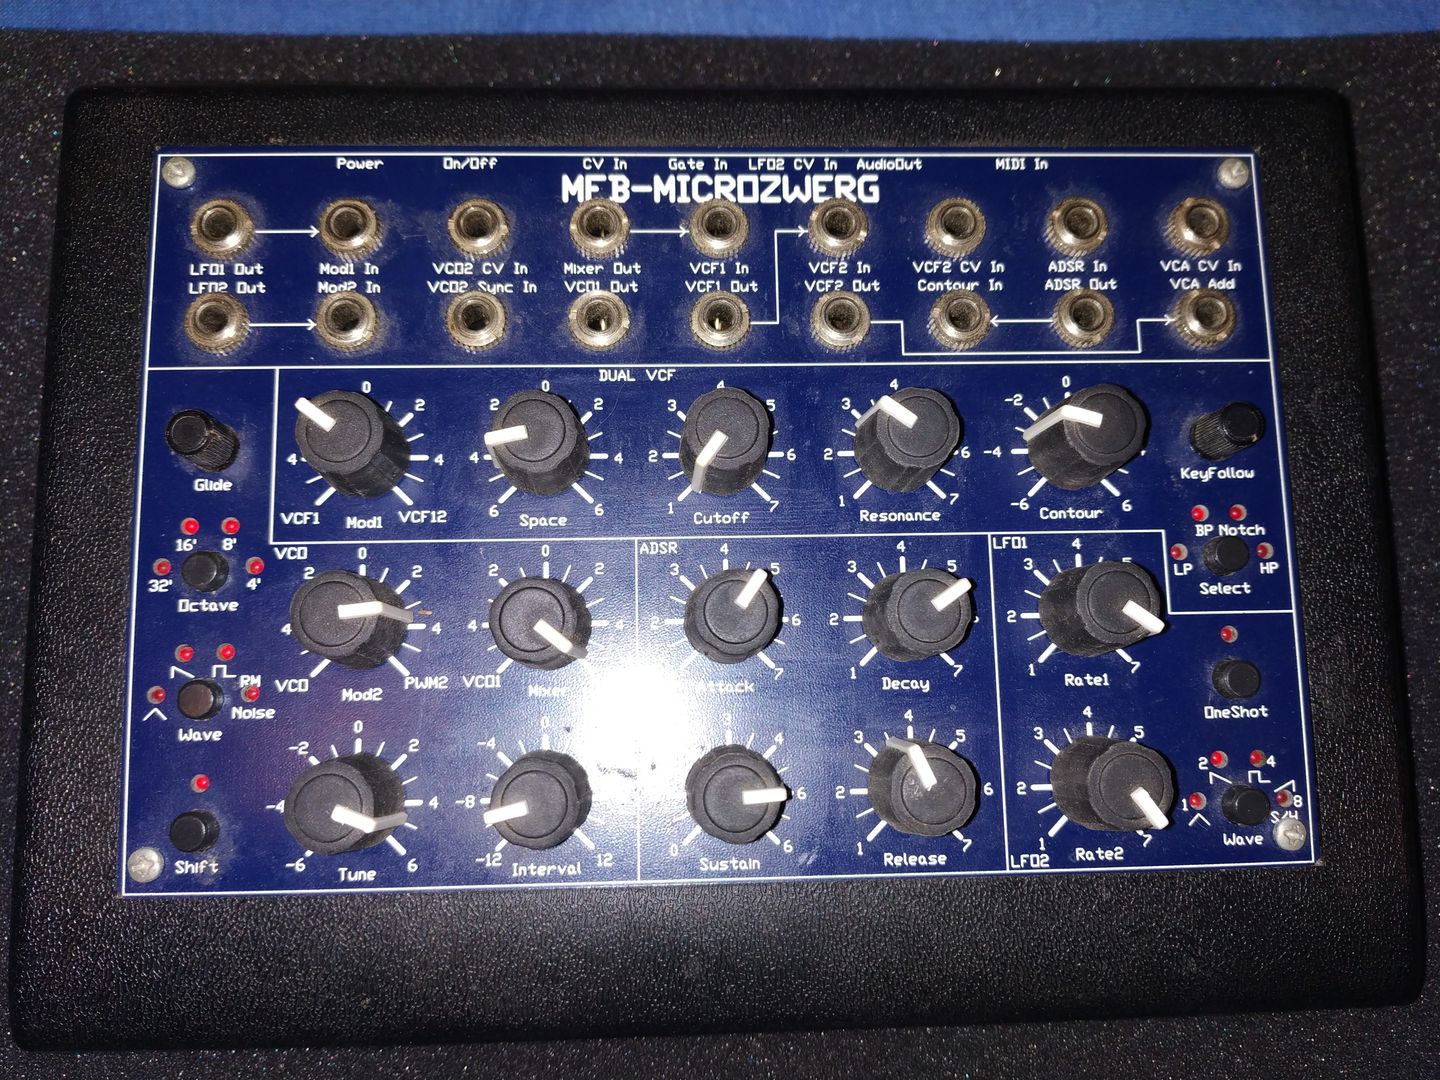 Power On/Off CV In Gate In LFO2 CV In AudioOut MIDI In
MFB-MICROZWERG
LFO1 Out Mod1 In VCO2 CV In Mixer Out VCF1 In VCF2 In VCF2 CV In ADSR In VCA CV In
LFO2 Out Mod2 In VCO2 Sync In VCO1 Out VCF1 Out VCF2 Out Contour In ADSR Out VCA Add
DUAL VCF
0 2 4 4
VCF1 Mod1 VCF12
2 0 2 4 4 6 6
Space
3 4 5 2 6 1 7
Cutoff
3 4 2 6 1 7
Resonance
-2 0 -4 -6 6
Contour
Glide
KeyFollow
16' 8'
32' 4'
Octave
BP Notch
LP HP
Select
VCO
2 0 2 4 4
VCO Mod2 PWM2
2 0 2 4 4
VCO1 Mixer
ADSR
3 4 2 6 1 7
Attack
3 4 5 2 1 7
Decay
LFO1
3 4 5 2 1
Rate1
RM
Noise
Wave
OneShot
-2 0 2 -4 4 -6 6
Tune
-4 0 -8 -12 12
Interval
3 4 6 0 6
Sustain
3 4 5 2 6 1 7
Release
3 4 5 2 1 7
LFO2 Rate2
2 4
1 8
S/H
Wave
Shift